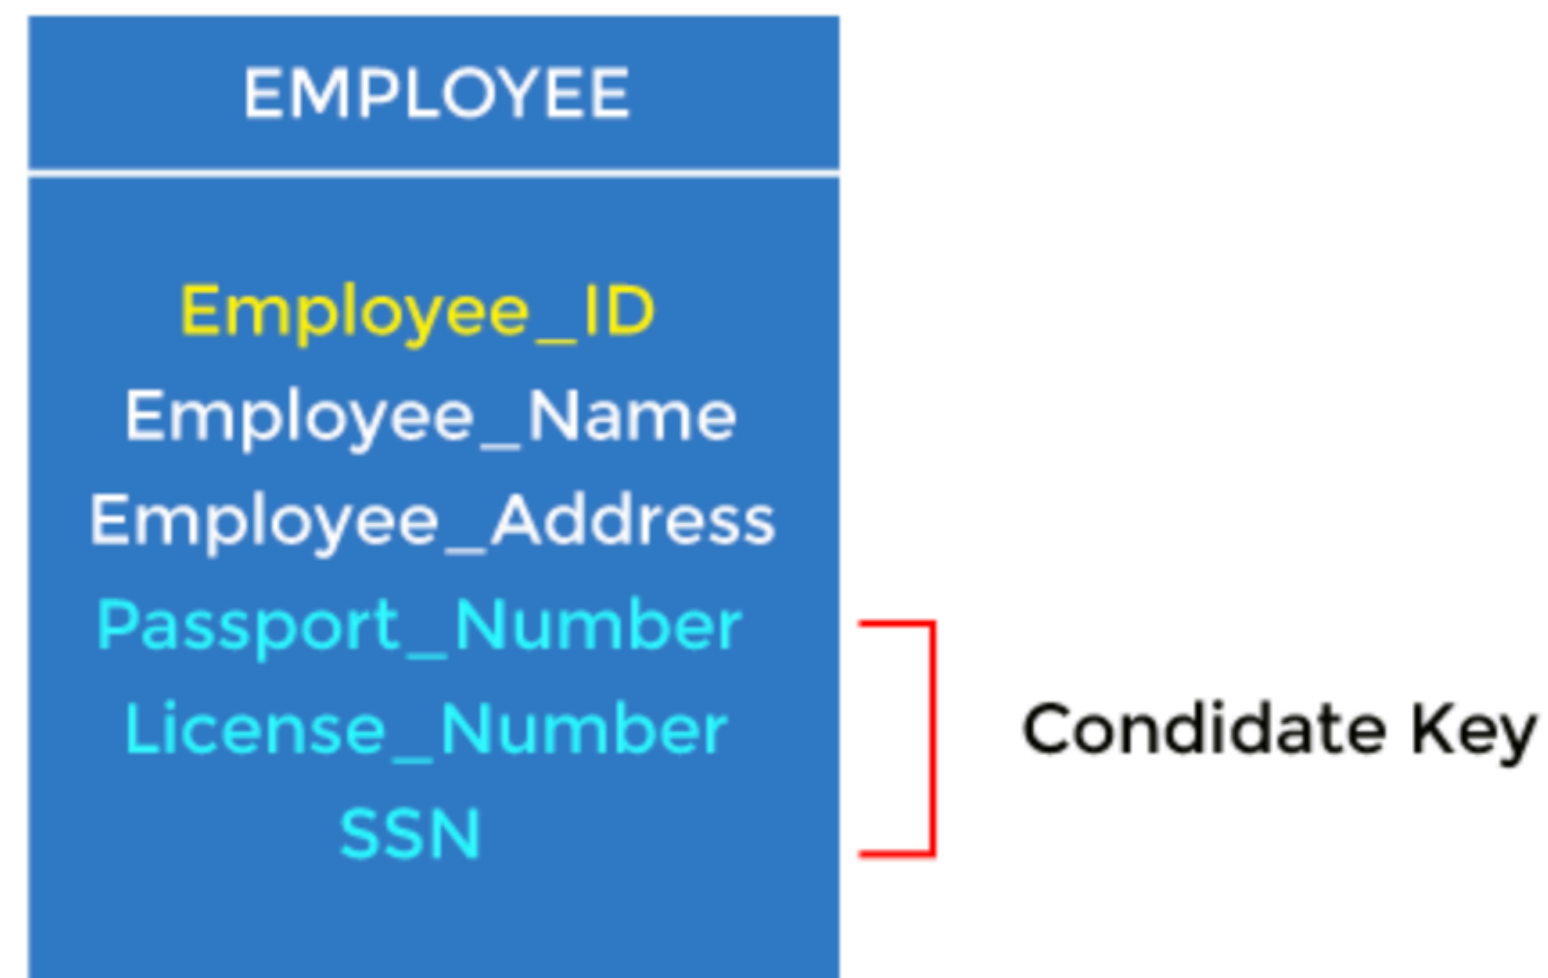 EMPLOYEE
Employee_ID
Employee_Name
Employee_Address
Passport_Number
License_Number
SSN
Condidate Key